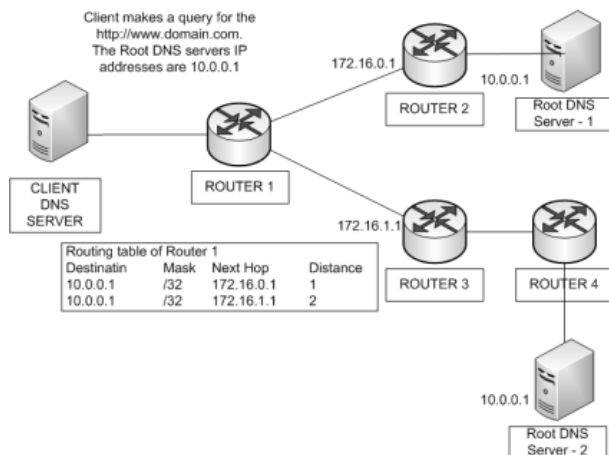 Client makes a query for the
http://www.domain.com.
The Root DNS servers IP
addresses are 10.0.0.1
172.16.0.1
10.0.0.1
ROUTER 2
Root DNS
Server - 1
ROUTER 1
CLIENT
DNS
SERVER
172.16.1.1
ROUTER 3
ROUTER 4
Routing table of Router 1
Destinatin Mask Next Hop Distance
10.0.0.1 /32 172.16.0.1 1
10.0.0.1 /32 172.16.1.1 2
10.0.0.1
Root DNS
Server - 2